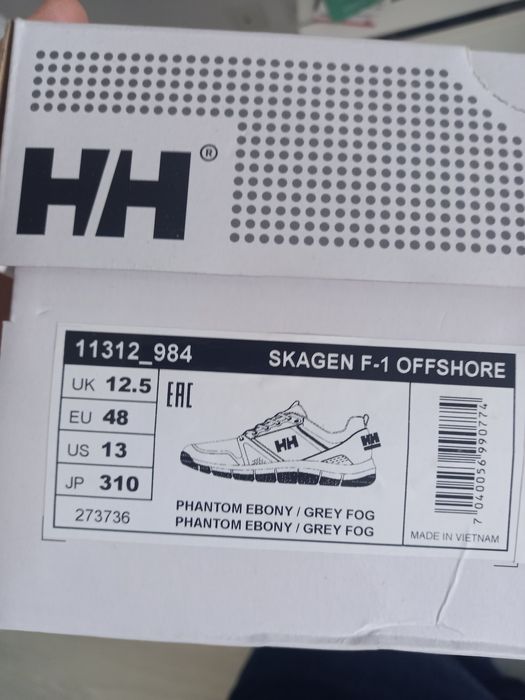 HH®
11312_984
SKAGEN F-1 OFFSHORE
UK 12.5
EU 48
US 13
JP 310
273736
EAC
HH
HH
PHANTOM EBONY / GREY FOG
PHANTOM EBONY / GREY FOG
7 040056 990774
MADE IN VIETNAM